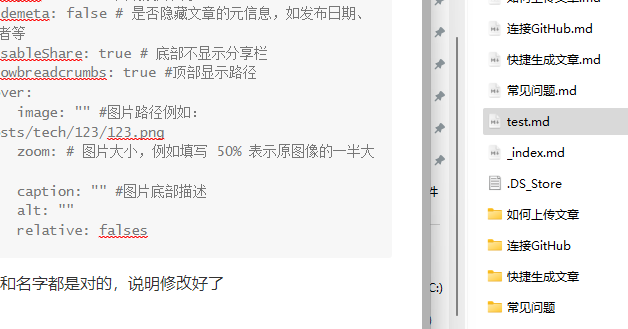 demeta: false # 是否隐藏文章的元信息，如发布日期、
者等
sableShare: true # 底部不显示分享栏
owbreadcrumbs: true #顶部显示路径
ver:
image: "" #图片路径例如:
sts/tech/123/123.png
zoom: # 图片大小，例如填写 50% 表示原图像的一半大
caption: "" #图片底部描述
alt: ""
relative: falses
和名字都是对的，说明修改好了
件
C:)
连接GitHub.md
快捷生成文章.md
常见问题.md
test.md
_index.md
.DS_Store
如何上传文章
连接GitHub
快捷生成文章
常见问题